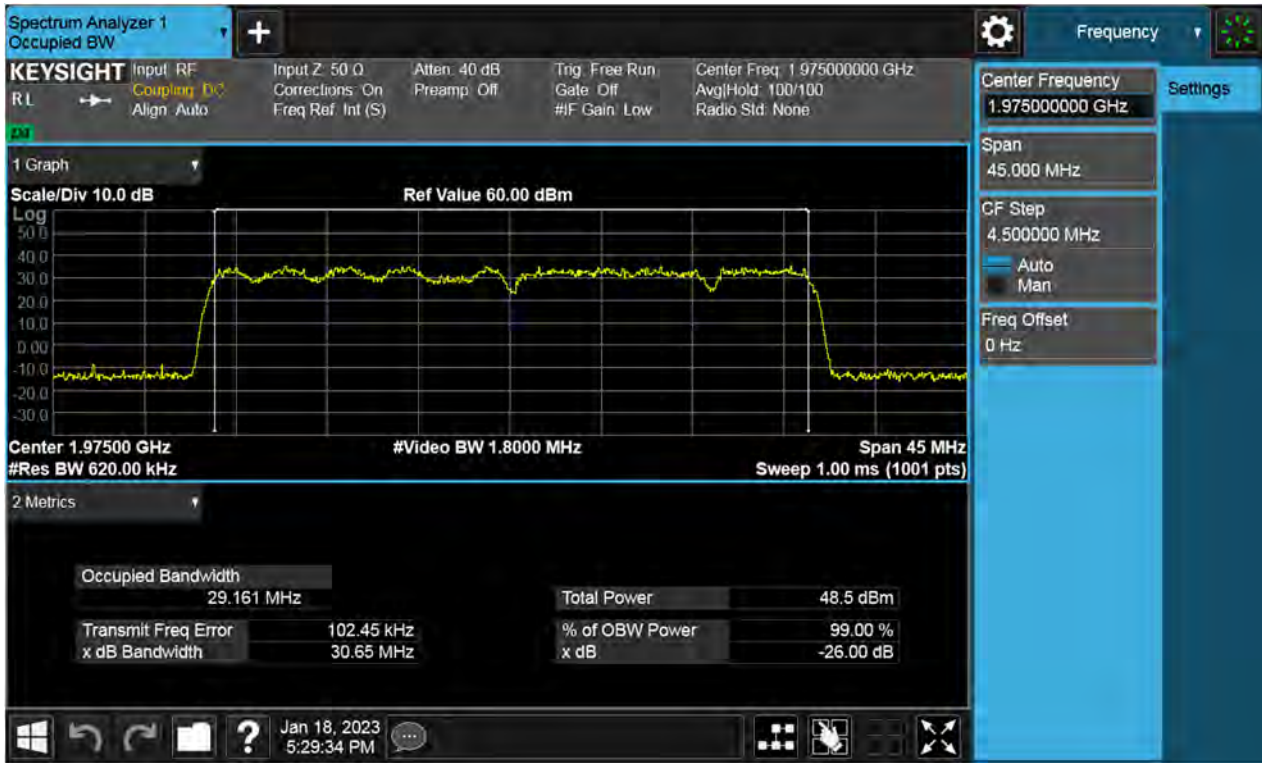 Spectrum Analyzer 1
Occupied BW
+
Frequency
KEYSIGHT
RL
Input: RF
Coupling: DC
Align: Auto
Input Z: 50 Ω
Corrections: On
Freq Ref: Int (S)
Atten: 40 dB
Preamp: Off
Trig: Free Run
Gate: Off
#IF Gain: Low
Center Freq: 1.975000000 GHz
Avg|Hold: 100/100
Radio Std: None
Center Frequency
1.975000000 GHz
Settings
Span
45.000 MHz
CF Step
4.500000 MHz
Auto
Man
Freq Offset
0 Hz
1 Graph
Scale/Div 10.0 dB
Ref Value 60.00 dBm
Log
50.0
40.0
30.0
20.0
10.0
0.00
-10.0
-20.0
-30.0
Center 1.97500 GHz
#Video BW 1.8000 MHz
Span 45 MHz
#Res BW 620.00 kHz
Sweep 1.00 ms (1001 pts)
2 Metrics
Occupied Bandwidth
29.161 MHz
Total Power 48.5 dBm
Transmit Freq Error 102.45 kHz
% of OBW Power 99.00 %
x dB Bandwidth 30.65 MHz
x dB -26.00 dB
?
Jan 18, 2023
5:29:34 PM